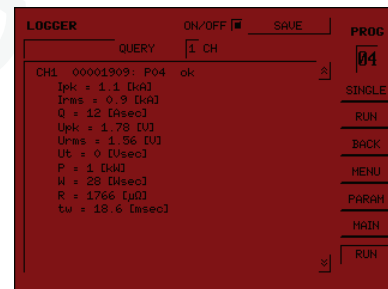 LOGGER ON/OFF SAVE PROG
QUERY 1 CH 04
CH1 00001909: P04 ok
Ipk = 1.1 [kA]
Irms = 0.9 [kA]
Q = 12 [Asec]
Upk = 1.78 [V]
Urms = 1.56 [V]
Ut = 0 [Vsec]
P = 1 [kW]
W = 28 [Wsec]
R = 1766 [µΩ]
tw = 18.6 [msec]
SINGLE
RUN
BACK
MENU
PARAM
MAIN
RUN